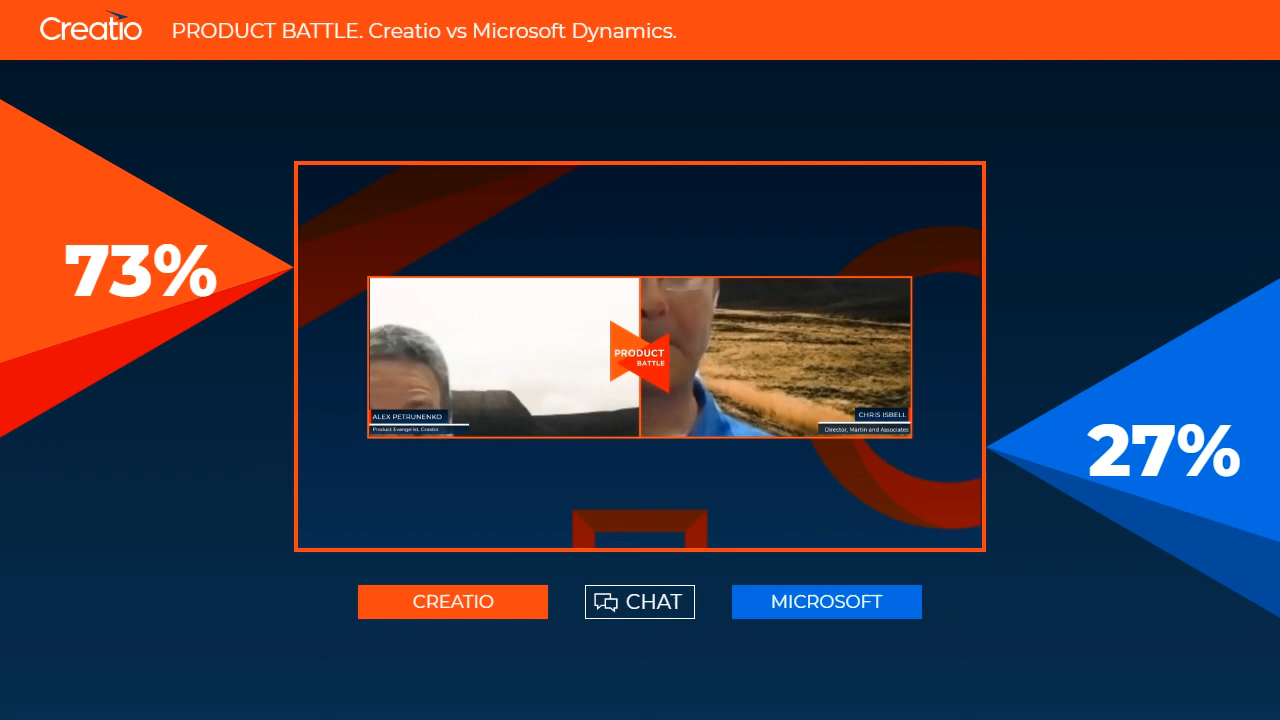 Creatio
PRODUCT BATTLE. Creatio vs Microsoft Dynamics.
73%
PRODUCT
BATTLE
ALEX PETRUNENKO
Product Evangelist, Creatio
CHRIS ISBELL
Director, Martin and Associates
27%
CREATIO
CHAT
MICROSOFT